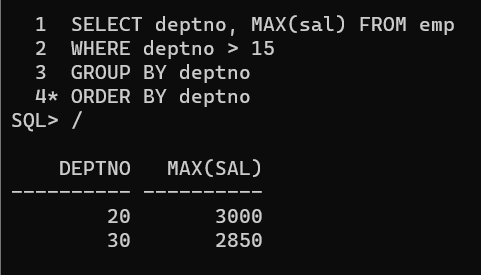 1  SELECT deptno, MAX(sal) FROM emp
  2  WHERE deptno > 15
  3  GROUP BY deptno
  4* ORDER BY deptno
SQL> /

    DEPTNO   MAX(SAL)
---------- ----------
        20       3000
        30       2850